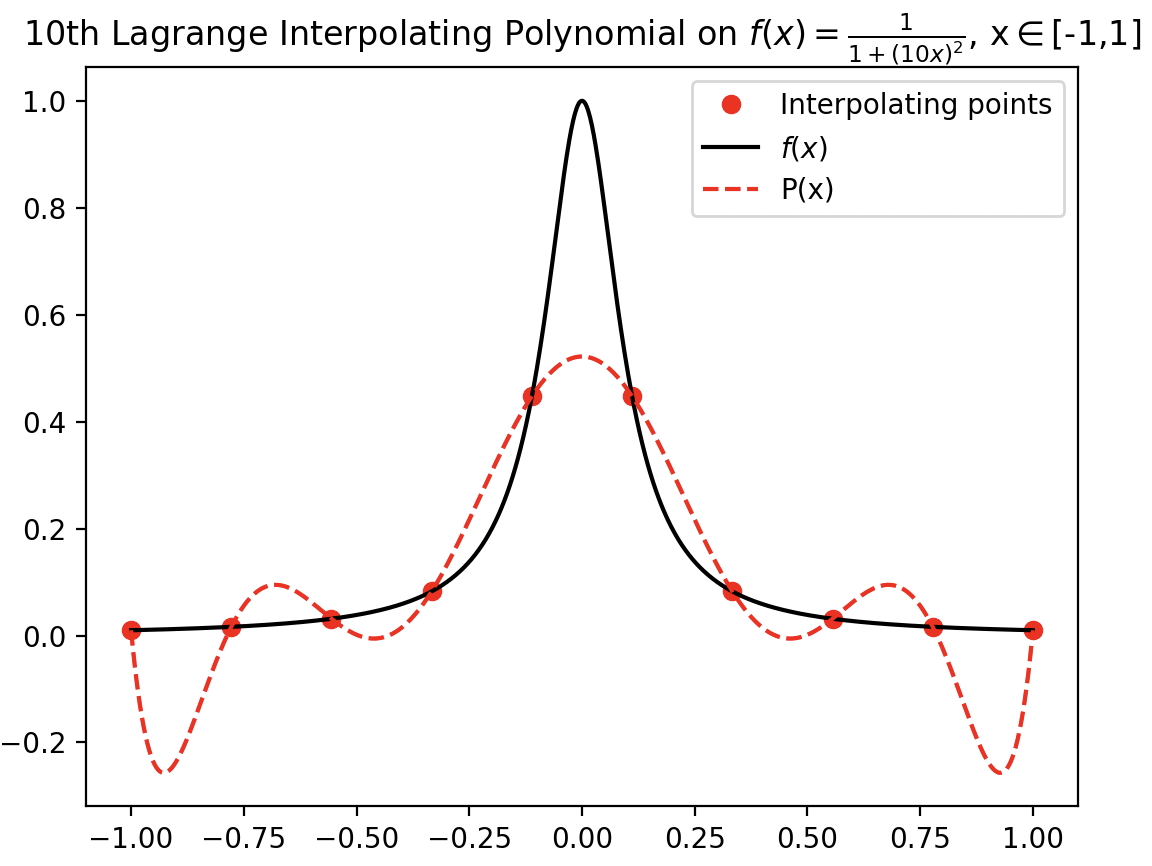 10th Lagrange Interpolating Polynomial on f(x) = 1/(1 + (10x)²), x∈[-1,1]
Interpolating points
f(x)
P(x)
1.0
0.8
0.6
0.4
0.2
0.0
−0.2
−1.00 −0.75 −0.50 −0.25 0.00 0.25 0.50 0.75 1.00